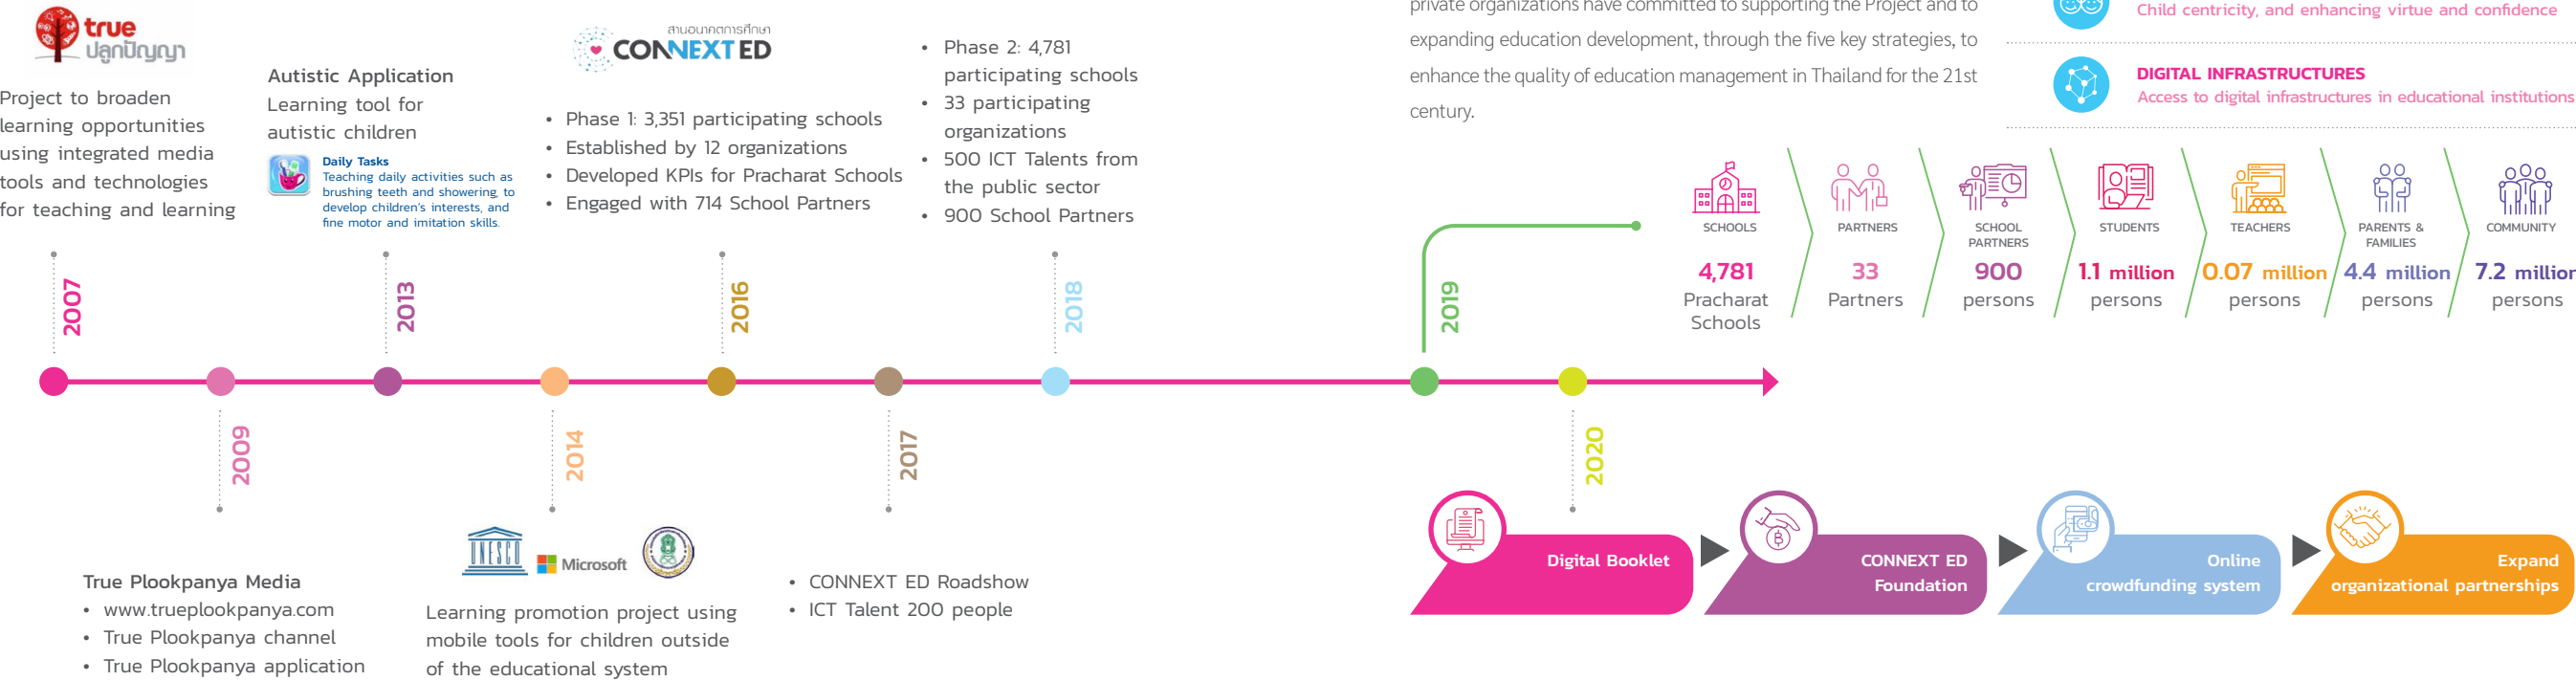 true
ปลูกปัญญา
Project to broaden
learning opportunities
using integrated media
tools and technologies
for teaching and learning
2007
True Plookpanya Media
• www.trueplookpanya.com
• True Plookpanya channel
• True Plookpanya application
2009
Autistic Application
Learning tool for
autistic children
Daily Tasks
Teaching daily activities such as
brushing teeth and showering, to
develop children's interests, and
fine motor and imitation skills.
2013
2014
UNESCO
Microsoft
Learning promotion project using
mobile tools for children outside
of the educational system
สานอนาคตการศึกษา
CONNEXT ED
• Phase 1: 3,351 participating schools
• Established by 12 organizations
• Developed KPIs for Pracharat Schools
• Engaged with 714 School Partners
2016
2017
• CONNEXT ED Roadshow
• ICT Talent 200 people
• Phase 2: 4,781
participating schools
• 33 participating
organizations
• 500 ICT Talents from
the public sector
• 900 School Partners
2018
private organizations have committed to supporting the Project and to
expanding education development, through the five key strategies, to
enhance the quality of education management in Thailand for the 21st
century.
Child centricity, and enhancing virtue and confidence
DIGITAL INFRASTRUCTURES
Access to digital infrastructures in educational institutions
2019
SCHOOLS
4,781
Pracharat
Schools
PARTNERS
33
Partners
SCHOOL
PARTNERS
900
persons
STUDENTS
1.1 million
persons
TEACHERS
0.07 million
persons
PARENTS &
FAMILIES
4.4 million
persons
COMMUNITY
7.2 million
persons
2020
Digital Booklet
CONNEXT ED
Foundation
Online
crowdfunding system
Expand
organizational partnerships